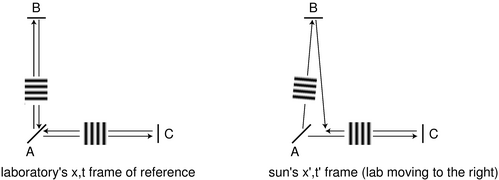 B
B
C
C
A
A
laboratory's x,t frame of reference
sun's x',t' frame (lab moving to the right)